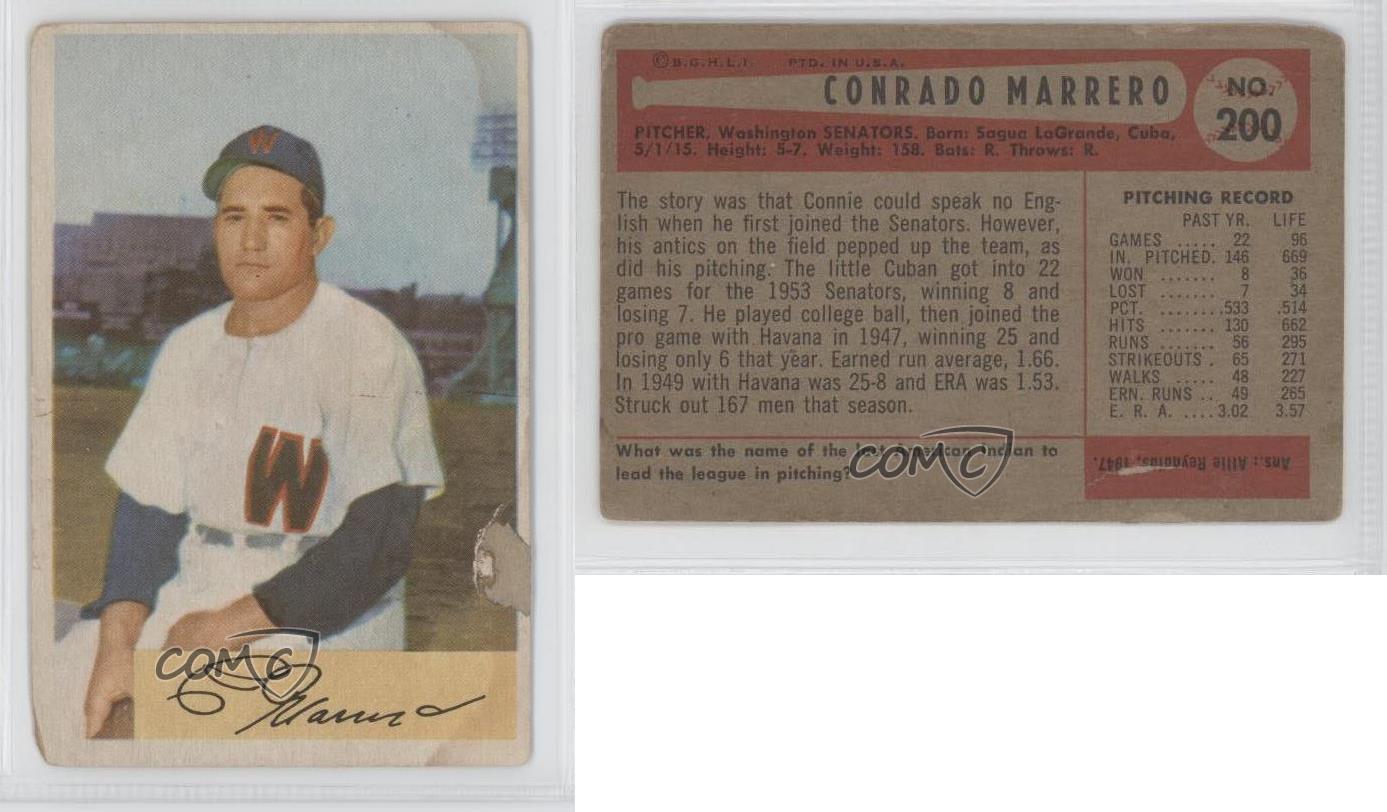 W
W
COMC
C Marrero
© B.G.H.L.I. PTD. IN U.S.A.
CONRADO MARRERO
NO.
200
PITCHER, Washington SENATORS. Born: Sagua LaGrande, Cuba,
5/1/15. Height: 5-7. Weight: 158. Bats: R. Throws: R.
The story was that Connie could speak no Eng-
lish when he first joined the Senators. However,
his antics on the field pepped up the team, as
did his pitching. The little Cuban got into 22
games for the 1953 Senators, winning 8 and
losing 7. He played college ball, then joined the
pro game with Havana in 1947, winning 25 and
losing only 6 that year. Earned run average, 1.66.
In 1949 with Havana was 25-8 and ERA was 1.53.
Struck out 167 men that season.
PITCHING RECORD
PAST YR. LIFE
GAMES ..... 22 96
IN. PITCHED. 146 669
WON ....... 8 36
LOST ....... 7 34
PCT. ........533 .514
HITS ....... 130 662
RUNS ....... 56 295
STRIKEOUTS . 65 271
WALKS ..... 48 227
ERN. RUNS .. 49 265
E. R. A. ....3.02 3.57
What was the name of the last American Indian to
lead the league in pitching?
COMC
Ans.: Allie Reynolds, 1947.